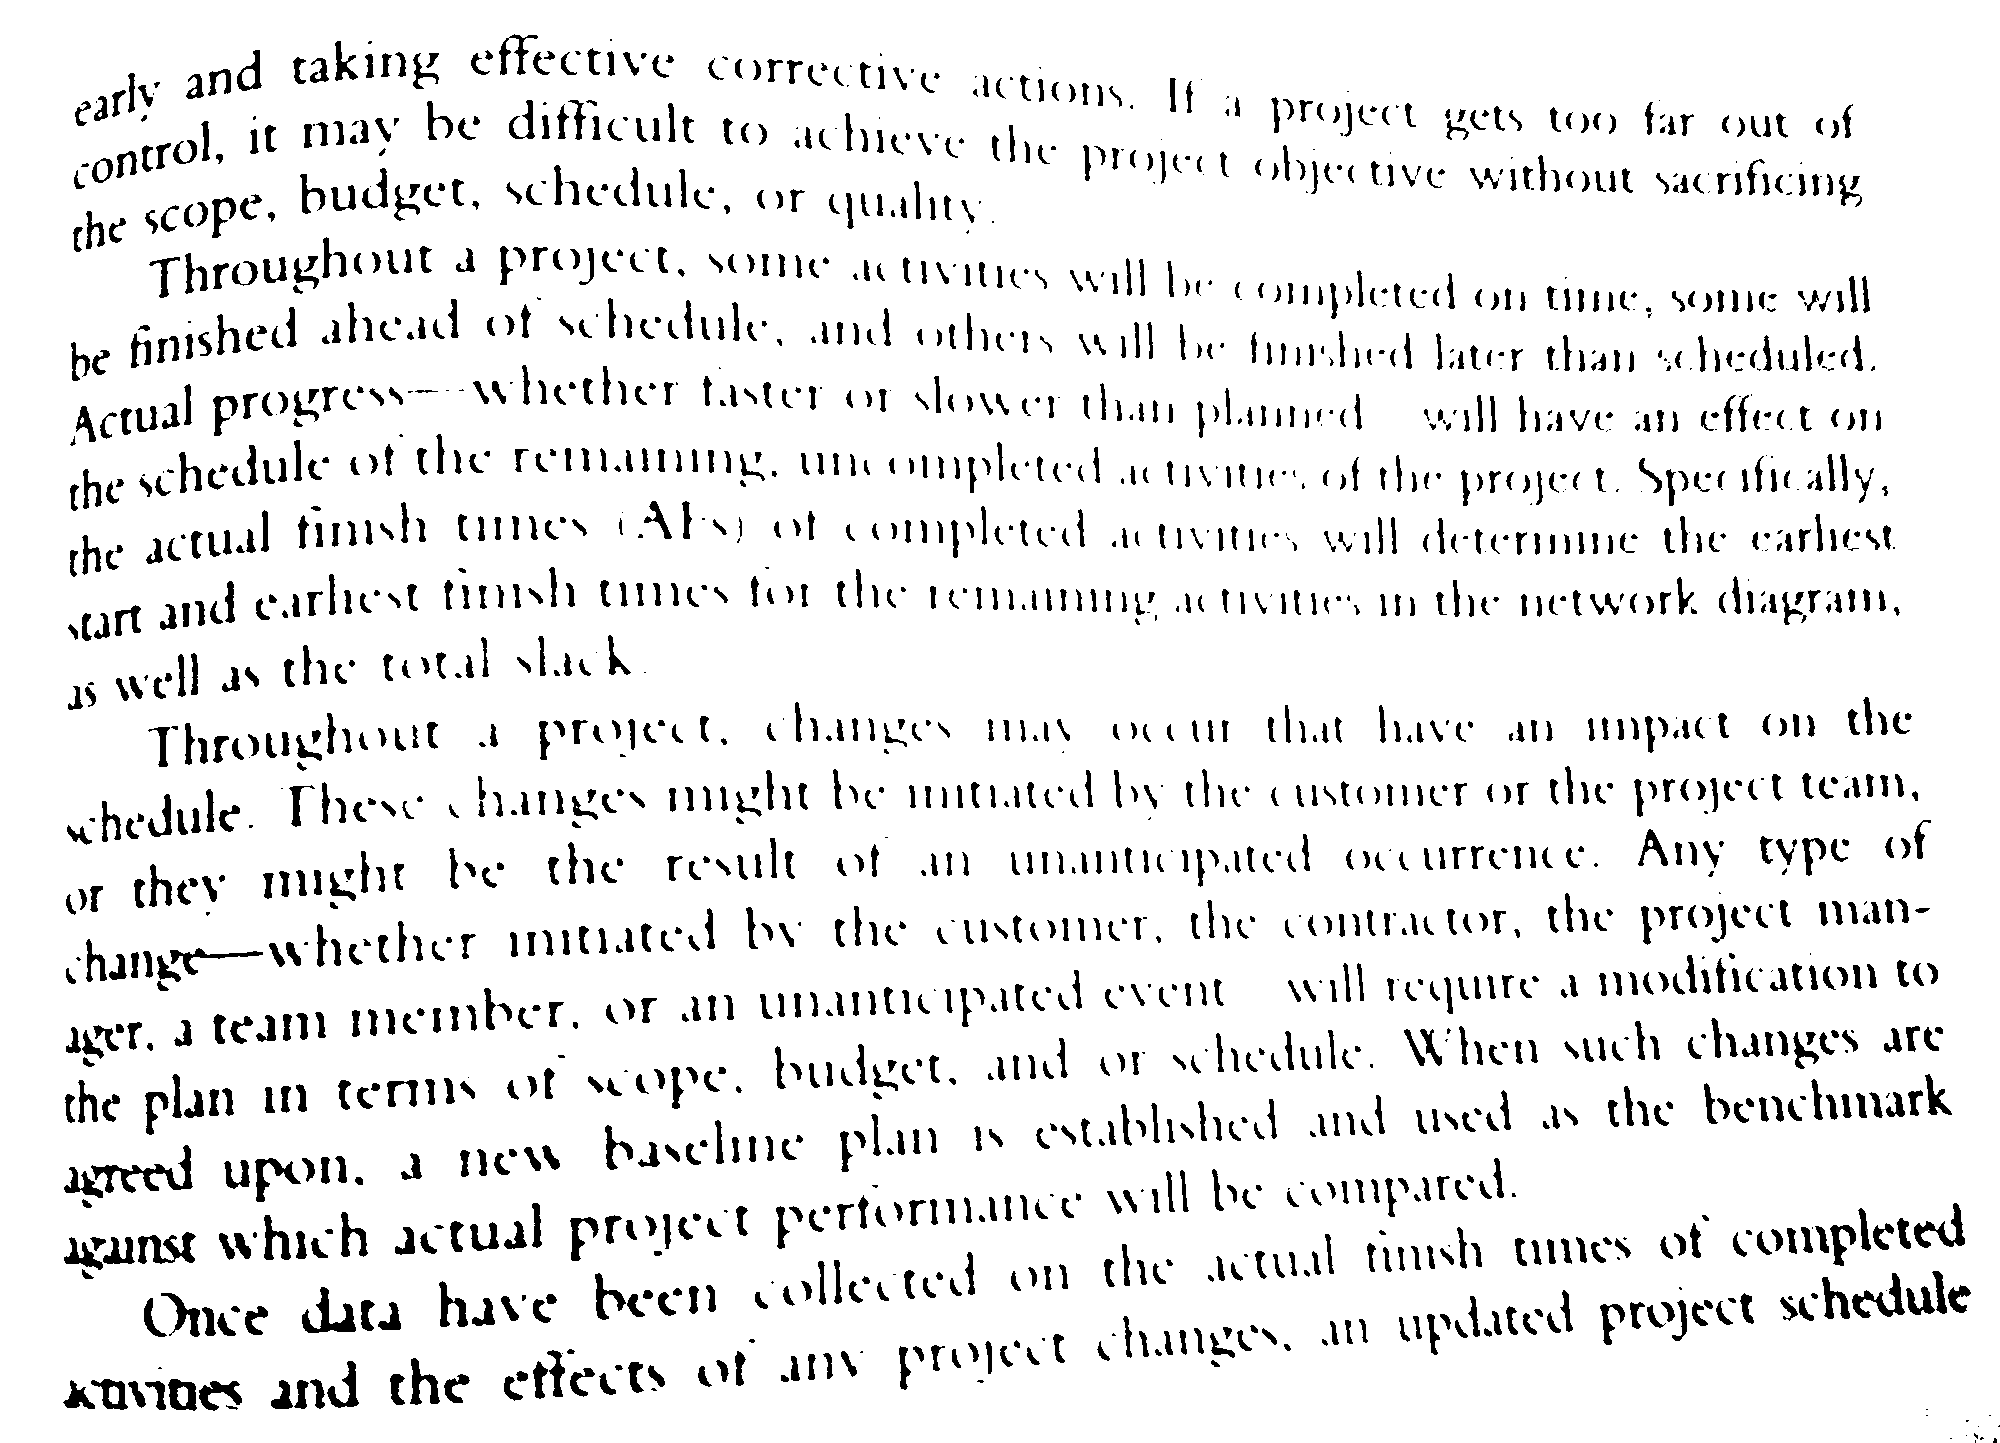 early and taking effective corrective actions. If a project gets too far out of
control, it may be difficult to achieve the project objective without sacrificing
the scope, budget, schedule, or quality.
Throughout a project, some activities will be completed on time, some will
be finished ahead of schedule, and others will be finished later than scheduled.
Actual progress—whether faster or slower than planned—will have an effect on
the schedule of the remaining, uncompleted activities of the project. Specifically,
the actual finish times (AFs) of completed activities will determine the earliest
start and earliest finish times for the remaining activities in the network diagram,
as well as the total slack.
Throughout a project, changes may occur that have an impact on the
schedule. These changes might be initiated by the customer or the project team,
or they might be the result of an unanticipated occurrence. Any type of
change—whether initiated by the customer, the contractor, the project man-
ager, a team member, or an unanticipated event—will require a modification to
the plan in terms of scope, budget, and/or schedule. When such changes are
agreed upon, a new baseline plan is established and used as the benchmark
against which actual project performance will be compared.
Once data have been collected on the actual finish times of completed
activities and the effects of any project changes, an updated project schedule